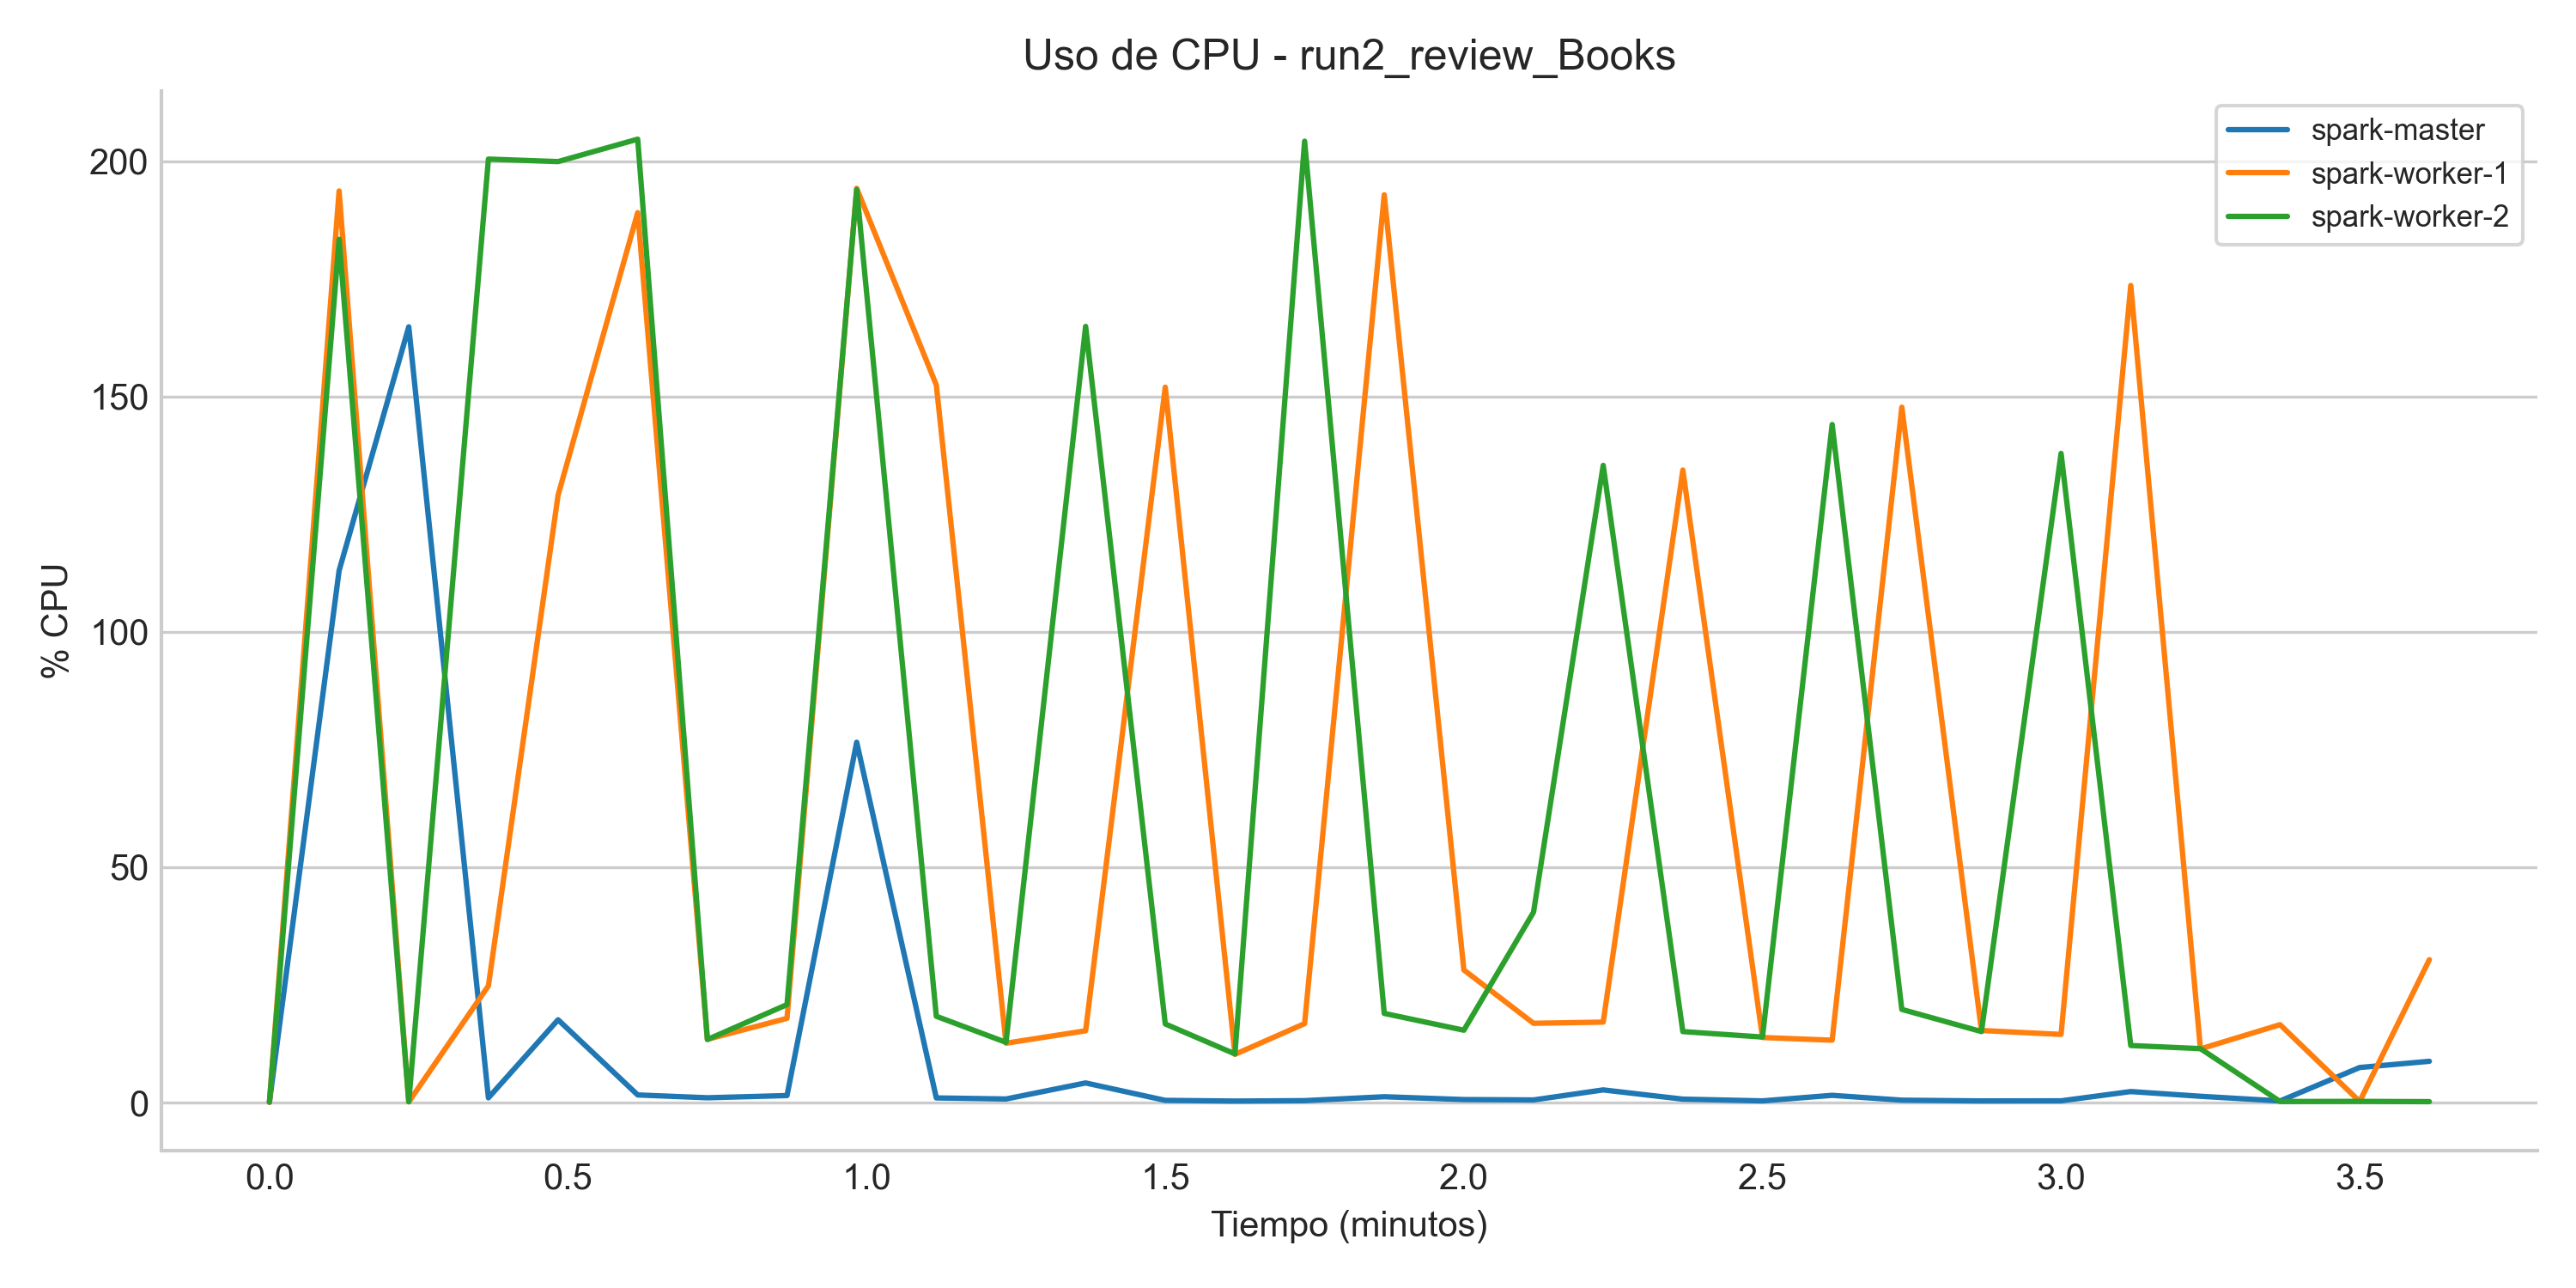 Uso de CPU - run2_review_Books
spark-master
spark-worker-1
spark-worker-2
200
150
100
50
0
% CPU
0.0 0.5 1.0 1.5 2.0 2.5 3.0 3.5
Tiempo (minutos)